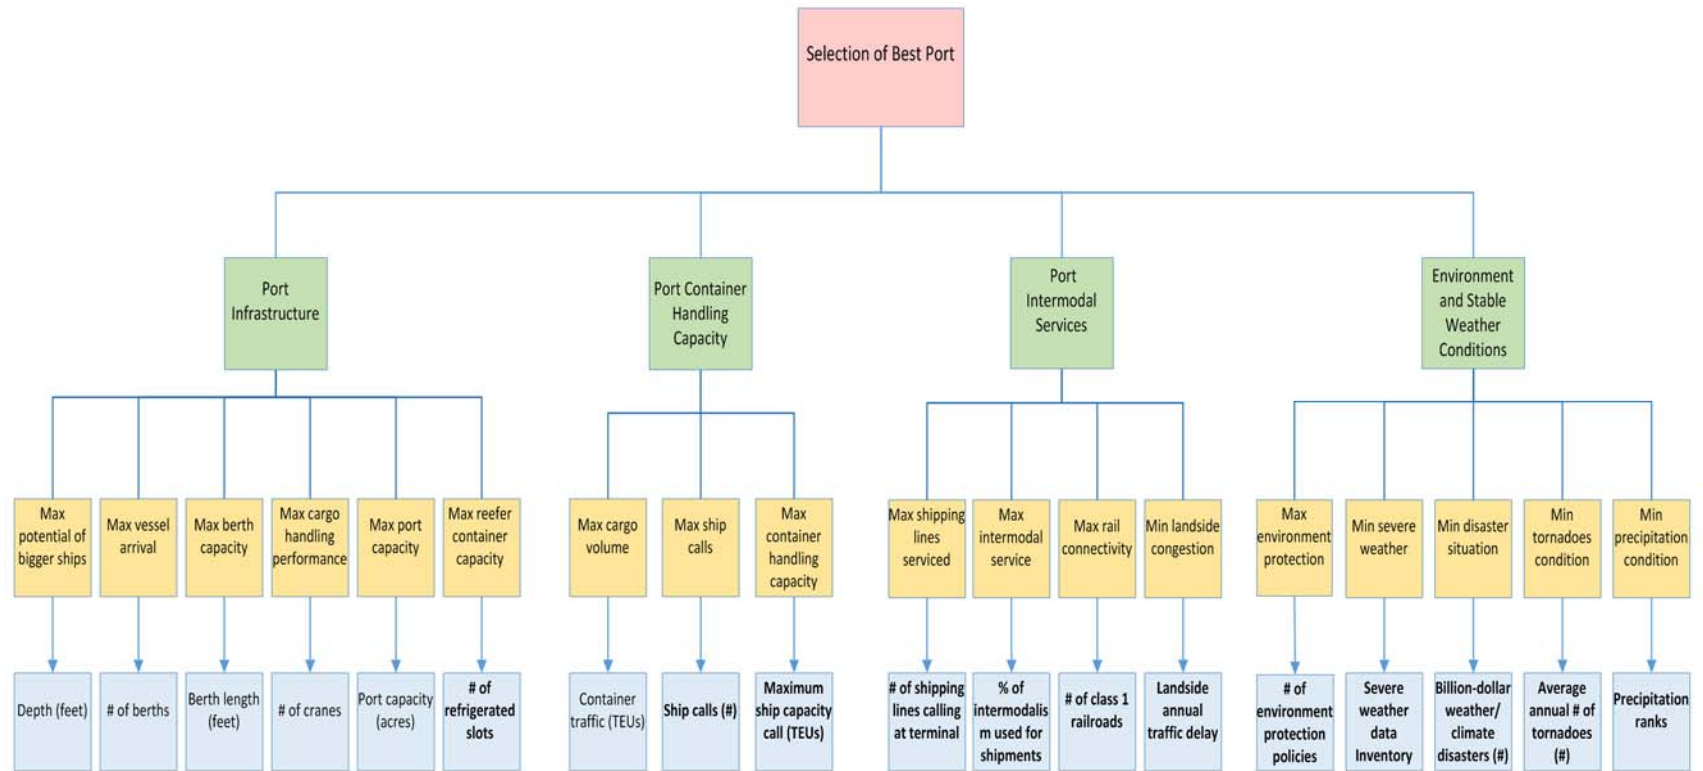 Selection of Best Port
Port
Infrastructure
Port Container
Handling
Capacity
Port
Intermodal
Services
Environment
and Stable
Weather
Conditions
Max
potential of
bigger ships
Max vessel
arrival
Max berth
capacity
Max cargo
handling
performance
Max port
capacity
Max reefer
container
capacity
Max cargo
volume
Max ship
calls
Max
container
handling
capacity
Max shipping
lines
serviced
Max
intermodal
service
Max rail
connectivity
Min landside
congestion
Max
environment
protection
Min severe
weather
Min disaster
situation
Min
tornadoes
condition
Min
precipitation
condition
Depth (feet)
# of berths
Berth length
(feet)
# of cranes
Port capacity
(acres)
# of
refrigerated
slots
Container
traffic (TEUs)
Ship calls (#)
Maximum
ship capacity
call (TEUs)
# of shipping
lines calling
at terminal
% of
intermodalis
m used for
shipments
# of class 1
railroads
Landside
annual
traffic delay
# of
environment
protection
policies
Severe
weather
data
Inventory
Billion-dollar
weather/
climate
disasters (#)
Average
annual # of
tornadoes
(#)
Precipitation
ranks